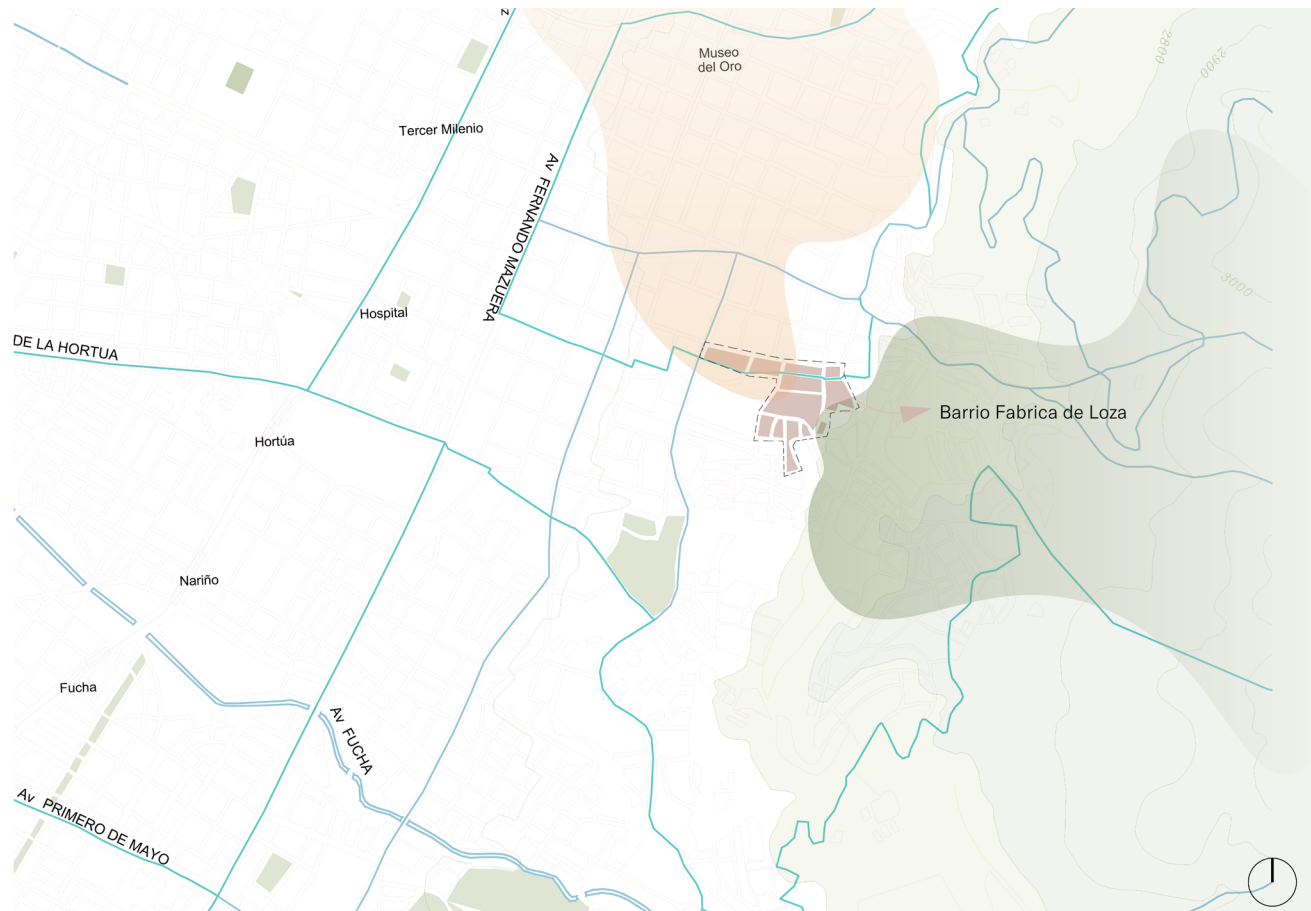 z
Museo
del Oro
2800
2900
Tercer Milenio
Av FERNANDO MAZUERA
3000
Hospital
DE LA HORTUA
Barrio Fabrica de Loza
Hortúa
Nariño
Fucha
Av FUCHA
Av PRIMERO DE MAYO